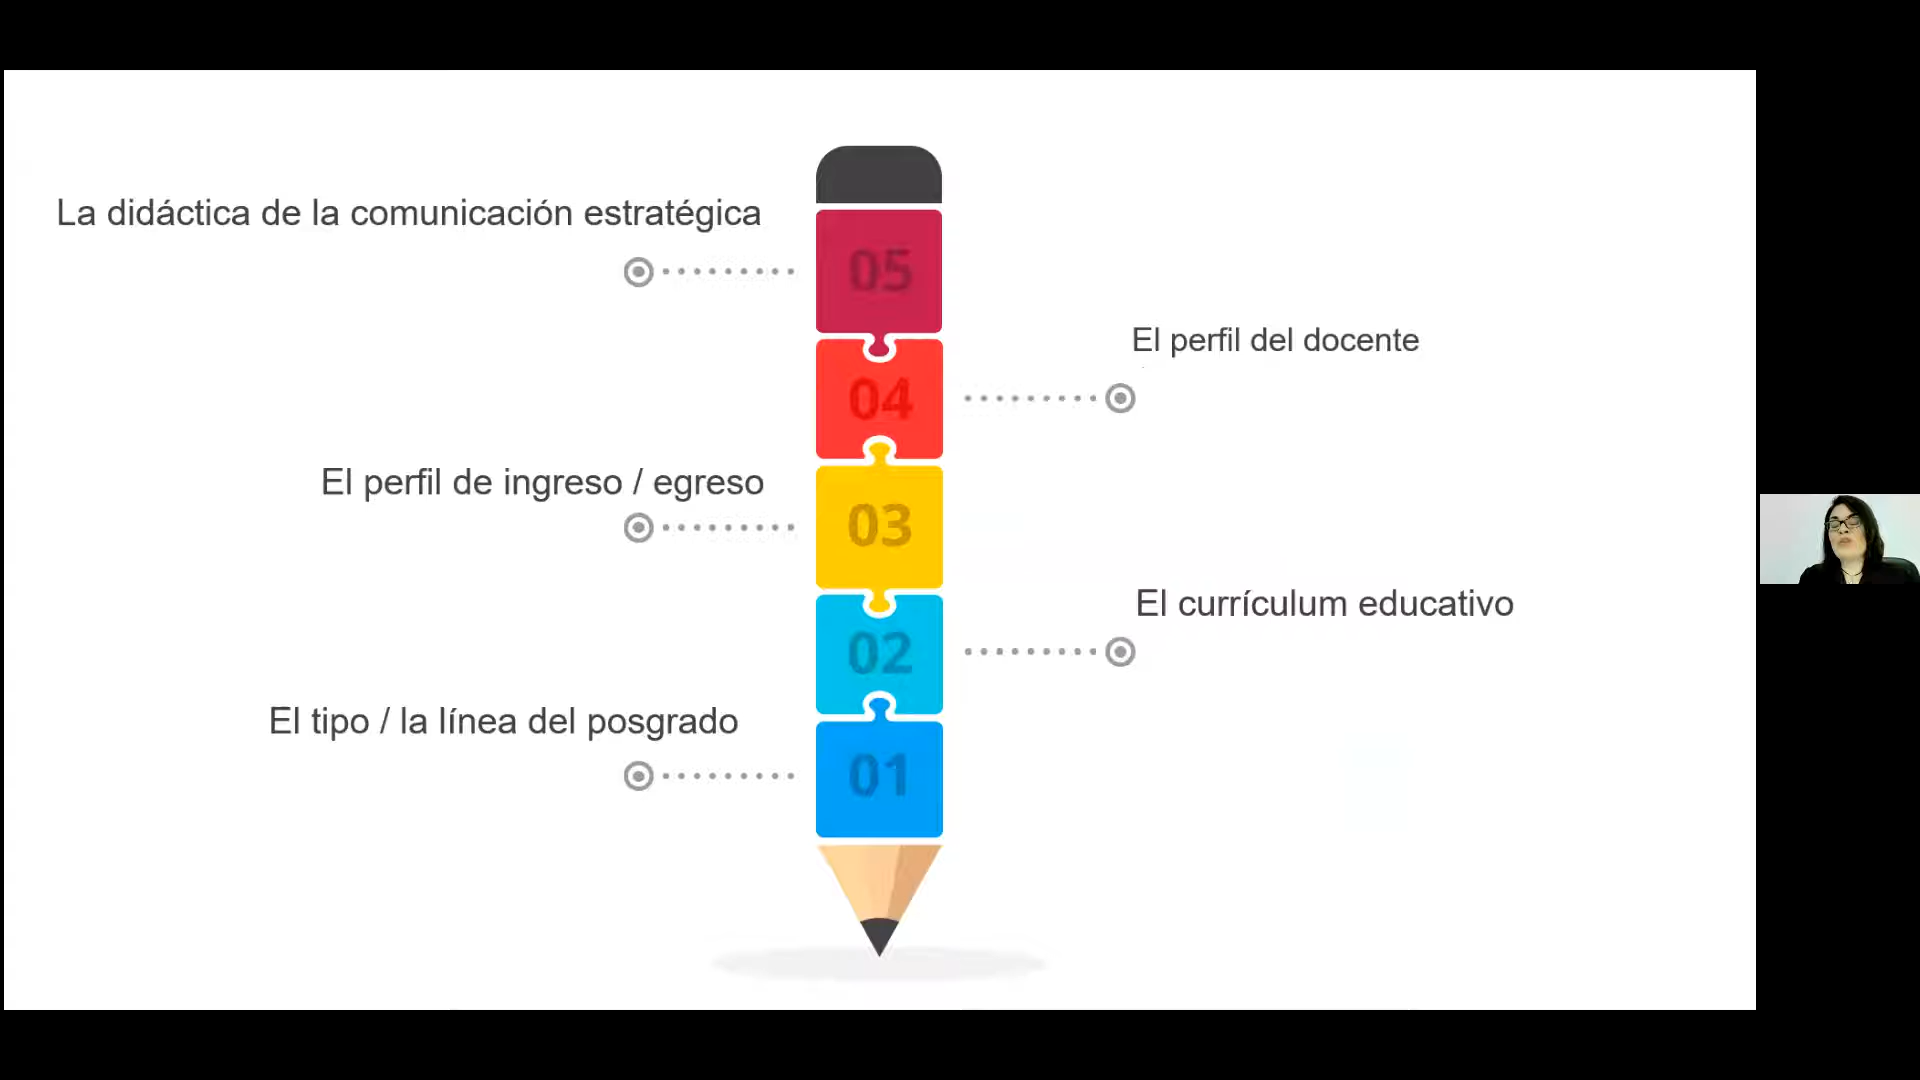 La didáctica de la comunicación estratégica
05
El perfil del docente
04
El perfil de ingreso / egreso
03
El currículum educativo
02
El tipo / la línea del posgrado
01